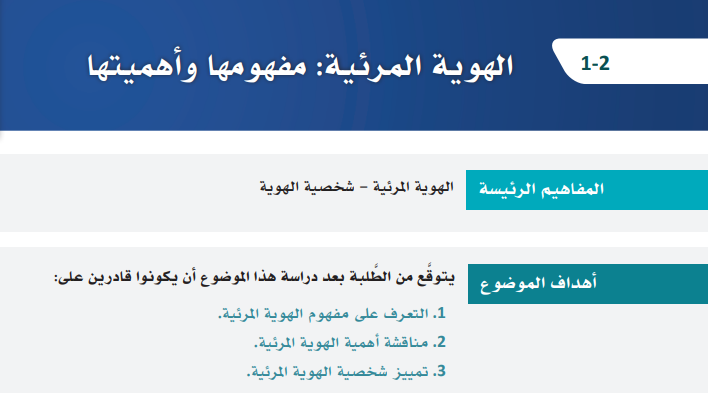 1-2
الهوية المرئية: مفهومها وأهميتها
المفاهيم الرئيسة
الهوية المرئية – شخصية الهوية
أهداف الموضوع
يتوقَّع من الطَّلبة بعد دراسة هذا الموضوع أن يكونوا قادرين على:
1. التعرف على مفهوم الهوية المرئية.
2. مناقشة أهمية الهوية المرئية.
3. تمييز شخصية الهوية المرئية.